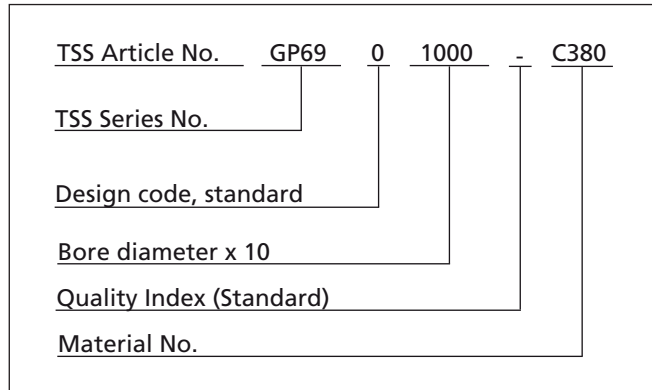 TSS Article No. GP69 0 1000 - C380
TSS Series No.
Design code, standard
Bore diameter x 10
Quality Index (Standard)
Material No.